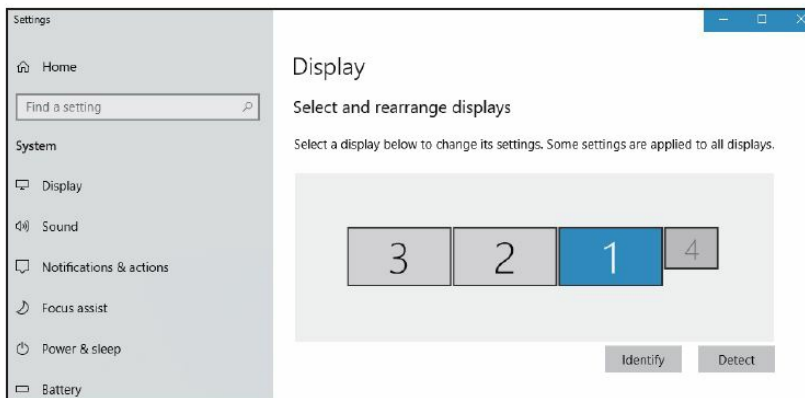 Settings
Home
Find a setting
System
Display
Sound
Notifications & actions
Focus assist
Power & sleep
Battery
Display
Select and rearrange displays
Select a display below to change its settings. Some settings are applied to all displays.
3 2 1 4
Identify Detect